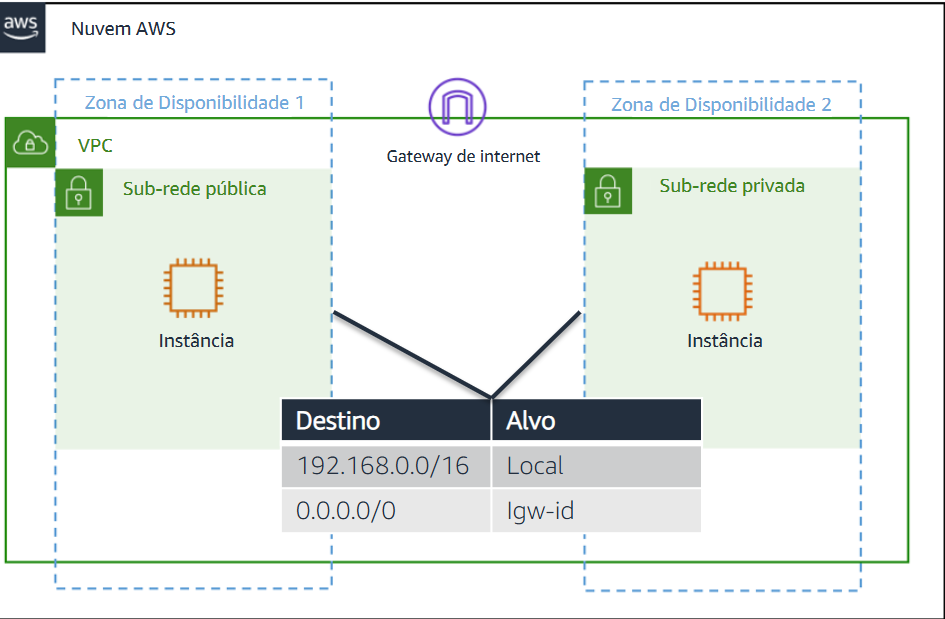 aws
Nuvem AWS
Zona de Disponibilidade 1
Zona de Disponibilidade 2
Gateway de internet
VPC
Sub-rede pública
Sub-rede privada
Instância
Instância
Destino Alvo
192.168.0.0/16 Local
0.0.0.0/0 Igw-id